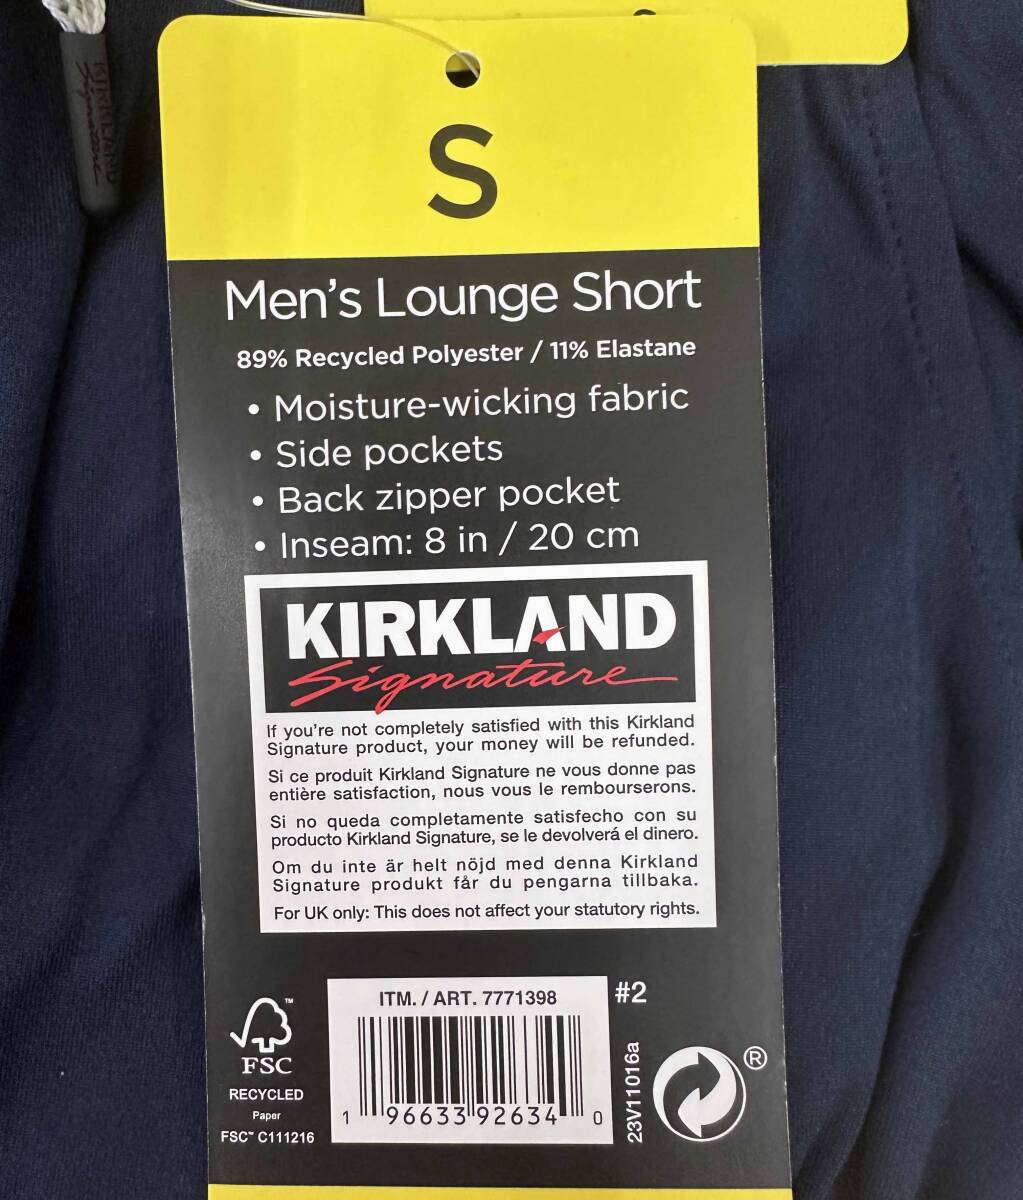 KIRKLAND
Signature
S
Men's Lounge Short
89% Recycled Polyester / 11% Elastane
• Moisture-wicking fabric
• Side pockets
• Back zipper pocket
• Inseam: 8 in / 20 cm
KIRKLAND
Signature
If you're not completely satisfied with this Kirkland
Signature product, your money will be refunded.
Si ce produit Kirkland Signature ne vous donne pas
entière satisfaction, nous vous le rembourserons.
Si no queda completamente satisfecho con su
producto Kirkland Signature, se le devolverá el dinero.
Om du inte är helt nöjd med denna Kirkland
Signature produkt får du pengarna tillbaka.
For UK only: This does not affect your statutory rights.
ITM. / ART. 7771398
#2
1 96633 92634 0
23V11016a
®
™
FSC
RECYCLED
Paper
FSC™ C111216